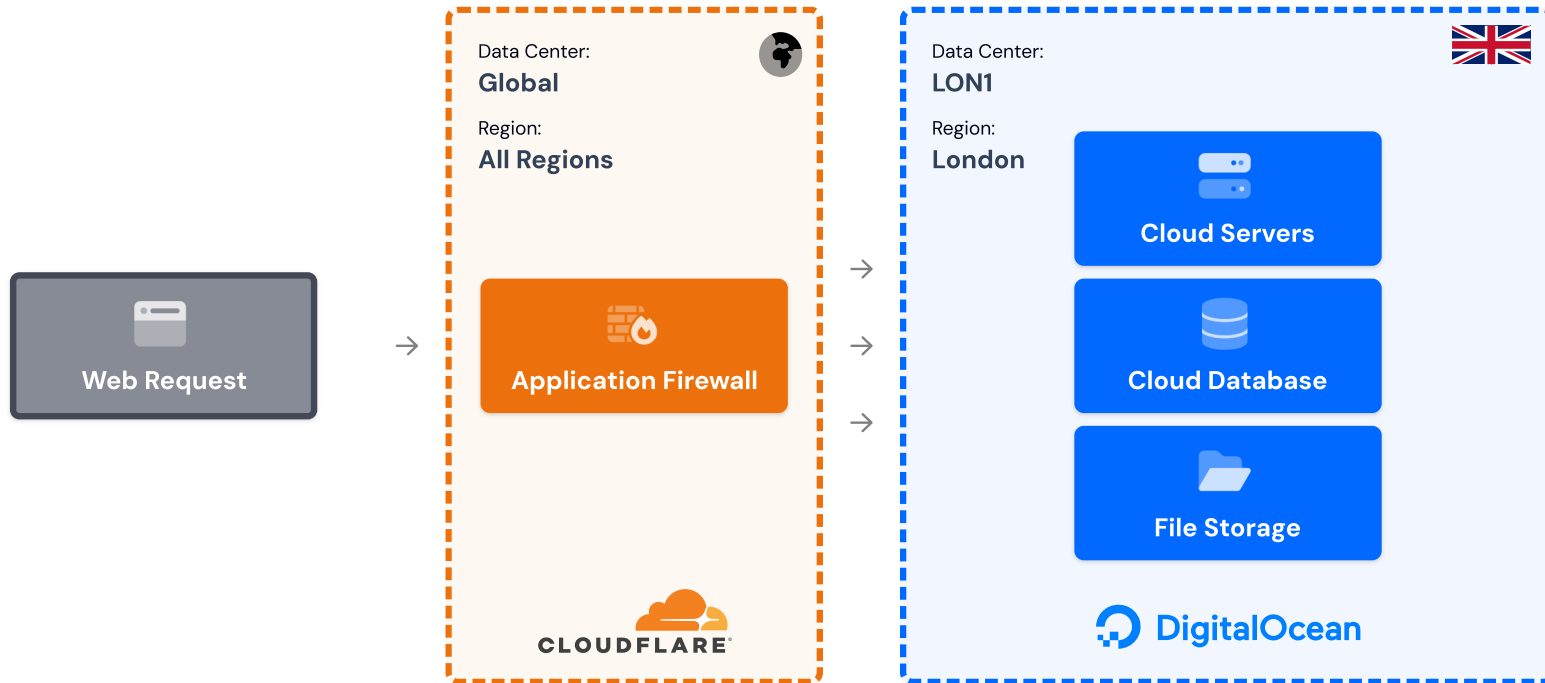 Web Request
Data Center:
Global
Region:
All Regions
Application Firewall
CLOUDFLARE®
Data Center:
LON1
Region:
London
Cloud Servers
Cloud Database
File Storage
DigitalOcean